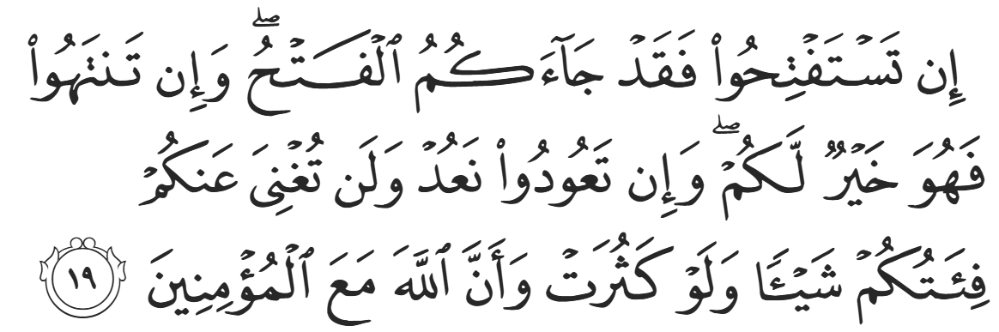 إِن تَسْتَفْتِحُوا۟ فَقَدْ جَآءَكُمُ ٱلْفَتْحُ ۖ وَإِن تَنتَهُوا۟
فَهُوَ خَيْرٌ لَّكُمْ ۖ وَإِن تَعُودُوا۟ نَعُدْ وَلَن تُغْنِىَ عَنكُمْ
فِئَتُكُمْ شَيْـًٔا وَلَوْ كَثُرَتْ وَأَنَّ ٱللَّهَ مَعَ ٱلْمُؤْمِنِينَ ١٩